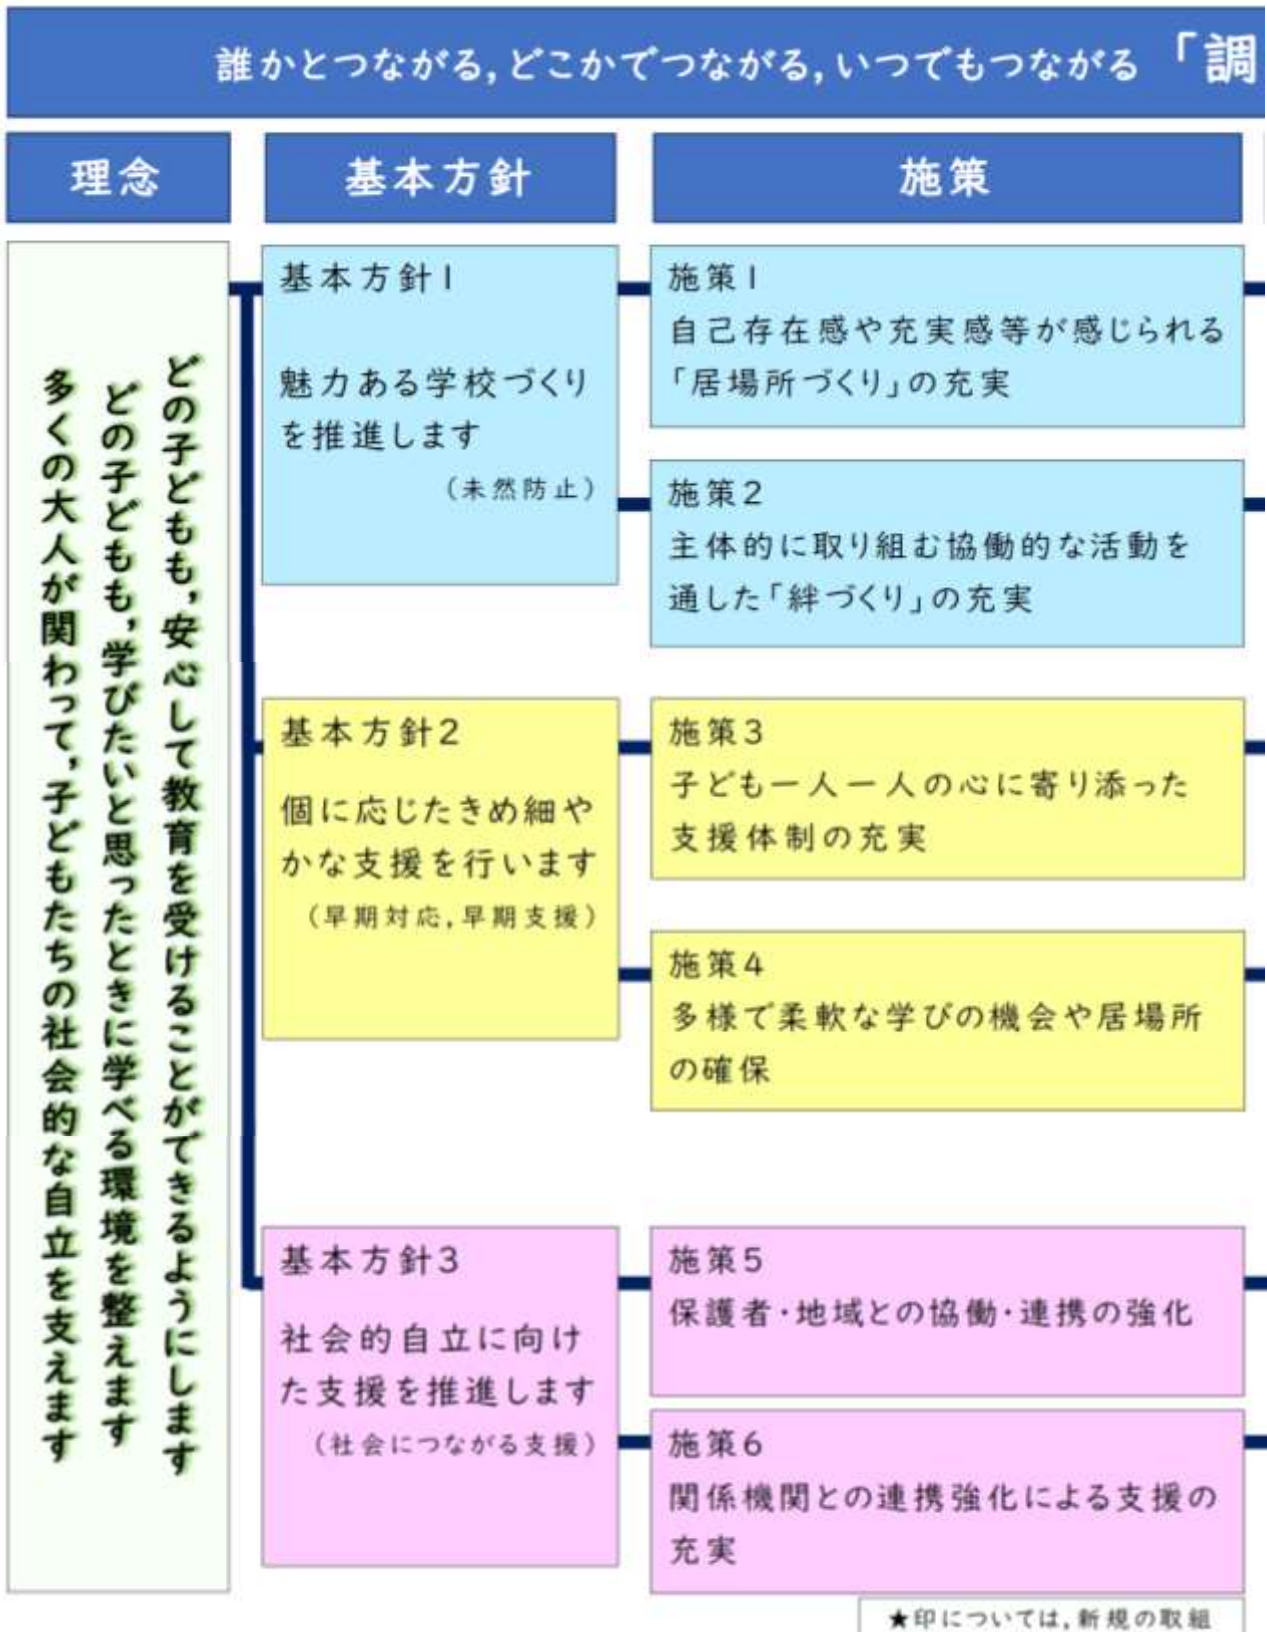 誰かとつながる,どこかでつながる,いつでもつながる「調
理念
基本方針
施策
どの子どもも,安心して教育を受けることができるようにします
どの子どもも,学びたいと思ったときに学べる環境を整えます
多くの大人が関わって,子どもたちの社会的な自立を支えます
基本方針1
魅力ある学校づくり
を推進します
(未然防止)
施策1
自己存在感や充実感等が感じられる
「居場所づくり」の充実
施策2
主体的に取り組む協働的な活動を
通した「絆づくり」の充実
基本方針2
個に応じたきめ細や
かな支援を行います
(早期対応,早期支援)
施策3
子ども一人一人の心に寄り添った
支援体制の充実
施策4
多様で柔軟な学びの機会や居場所
の確保
基本方針3
社会的自立に向け
た支援を推進します
(社会につながる支援)
施策5
保護者・地域との協働・連携の強化
施策6
関係機関との連携強化による支援の
充実
★印については,新規の取組